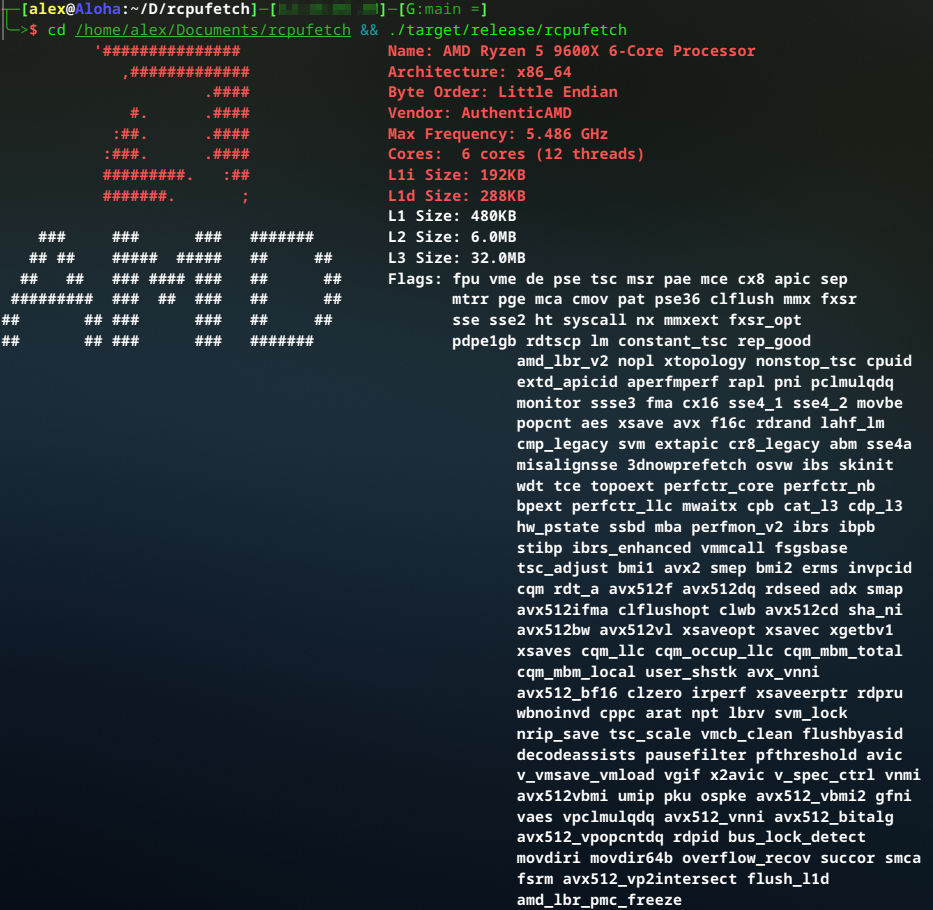 [alex@Aloha:~/D/rcpufetch]─[ ]─[G:main =]
$ cd /home/alex/Documents/rcpufetch && ./target/release/rcpufetch
Name: AMD Ryzen 5 9600X 6-Core Processor
Architecture: x86_64
Byte Order: Little Endian
Vendor: AuthenticAMD
Max Frequency: 5.486 GHz
Cores:  6 cores (12 threads)
L1i Size: 192KB
L1d Size: 288KB
L1 Size: 480KB
AMD
L2 Size: 6.0MB
L3 Size: 32.0MB
Flags: fpu vme de pse tsc msr pae mce cx8 apic sep
mtrr pge mca cmov pat pse36 clflush mmx fxsr
sse sse2 ht syscall nx mmxext fxsr_opt
pdpe1gb rdtscp lm constant_tsc rep_good
amd_lbr_v2 nopl xtopology nonstop_tsc cpuid
extd_apicid aperfmperf rapl pni pclmulqdq
monitor ssse3 fma cx16 sse4_1 sse4_2 movbe
popcnt aes xsave avx f16c rdrand lahf_lm
cmp_legacy svm extapic cr8_legacy abm sse4a
misalignsse 3dnowprefetch osvw ibs skinit
wdt tce topoext perfctr_core perfctr_nb
bpext perfctr_llc mwaitx cpb cat_l3 cdp_l3
hw_pstate ssbd mba perfmon_v2 ibrs ibpb
stibp ibrs_enhanced vmmcall fsgsbase
tsc_adjust bmi1 avx2 smep bmi2 erms invpcid
cqm rdt_a avx512f avx512dq rdseed adx smap
avx512ifma clflushopt clwb avx512cd sha_ni
avx512bw avx512vl xsaveopt xsavec xgetbv1
xsaves cqm_llc cqm_occup_llc cqm_mbm_total
cqm_mbm_local user_shstk avx_vnni
avx512_bf16 clzero irperf xsaveerptr rdpru
wbnoinvd cppc arat npt lbrv svm_lock
nrip_save tsc_scale vmcb_clean flushbyasid
decodeassists pausefilter pfthreshold avic
v_vmsave_vmload vgif x2avic v_spec_ctrl vnmi
avx512vbmi umip pku ospke avx512_vbmi2 gfni
vaes vpclmulqdq avx512_vnni avx512_bitalg
avx512_vpopcntdq rdpid bus_lock_detect
movdiri movdir64b overflow_recov succor smca
fsrm avx512_vp2intersect flush_l1d
amd_lbr_pmc_freeze